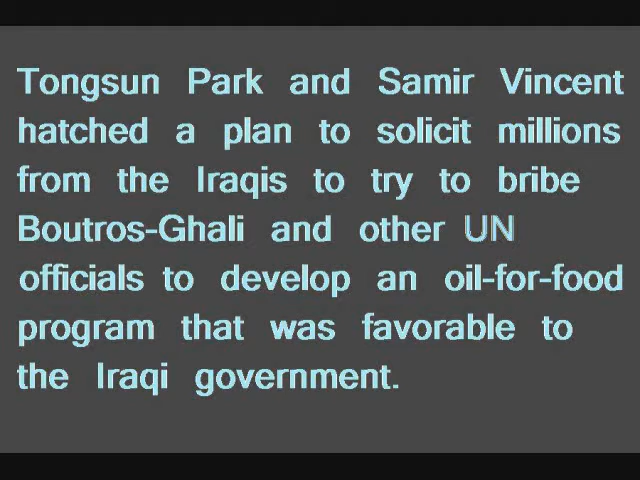 Tongsun Park and Samir Vincent
hatched a plan to solicit millions
from the Iraqis to try to bribe
Boutros-Ghali and other UN
officials to develop an oil-for-food
program that was favorable to
the Iraqi government.